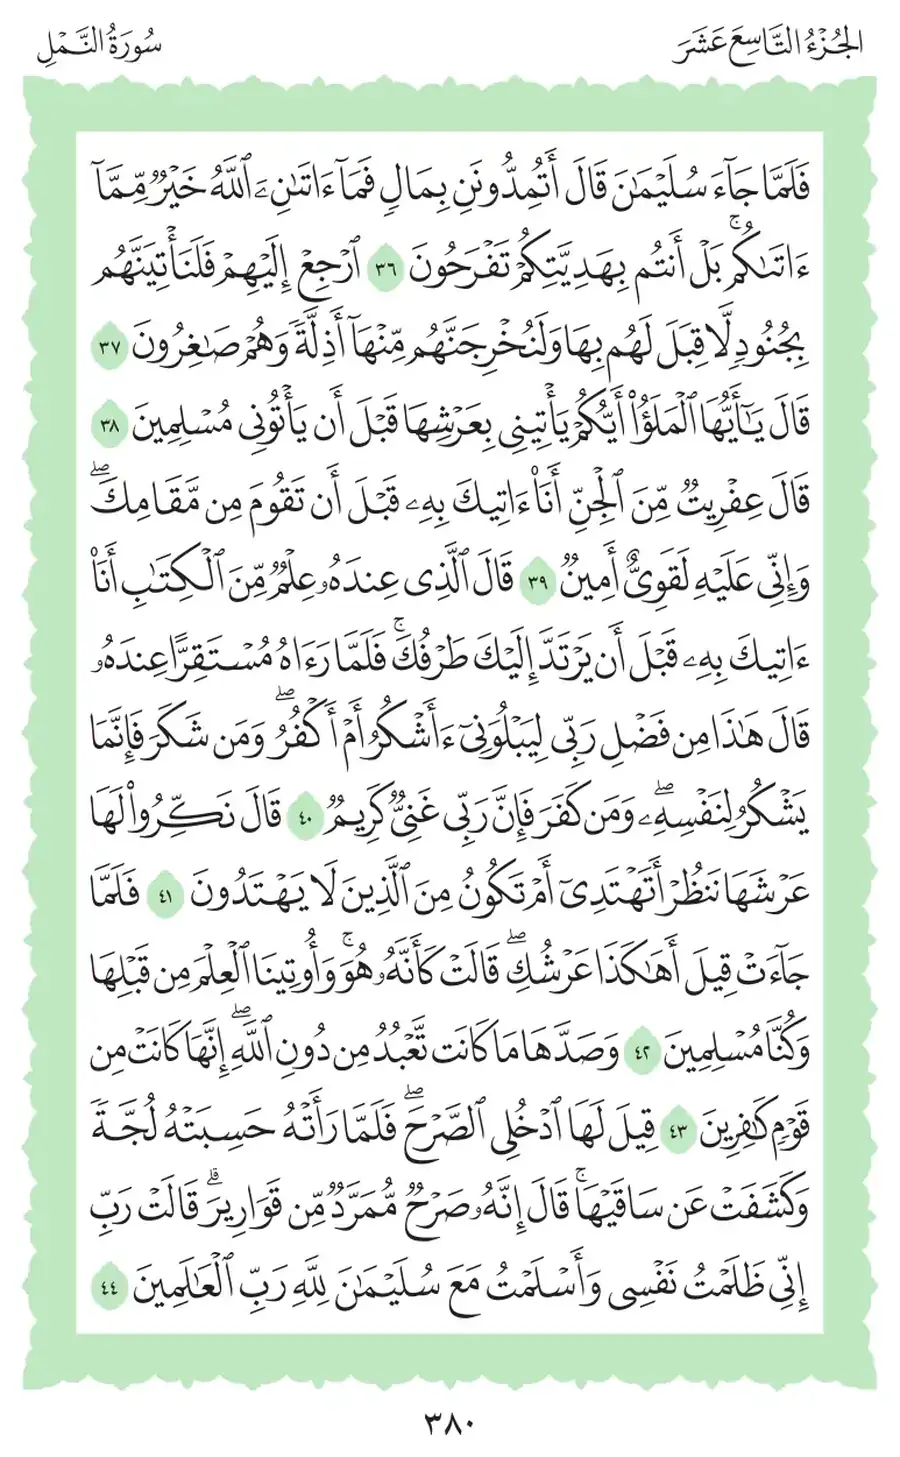 الجُزْءُ التَّاسِعَ عَشَرَ
سُورَةُ النَّمْلِ
فَلَمَّا جَآءَ سُلَيْمَٰنَ قَالَ أَتُمِدُّونَنِ بِمَالٖ فَمَآ ءَاتَىٰنِۦَ ٱللَّهُ خَيْرٞ مِّمَّآ
ءَاتَىٰكُمۚ بَلْ أَنتُم بِهَدِيَّتِكُمْ تَفْرَحُونَ ٣٦ ٱرْجِعْ إِلَيْهِمْ فَلَنَأْتِيَنَّهُم
بِجُنُودٖ لَّا قِبَلَ لَهُم بِهَا وَلَنُخْرِجَنَّهُم مِّنْهَآ أَذِلَّةٗ وَهُمْ صَٰغِرُونَ ٣٧
قَالَ يَٰٓأَيُّهَا ٱلْمَلَؤُا۟ أَيُّكُمْ يَأْتِينِي بِعَرْشِهَا قَبْلَ أَن يَأْتُونِي مُسْلِمِينَ ٣٨
قَالَ عِفْرِيتٞ مِّنَ ٱلْجِنِّ أَنَا۠ ءَاتِيكَ بِهِۦ قَبْلَ أَن تَقُومَ مِن مَّقَامِكَۖ
وَإِنِّي عَلَيْهِ لَقَوِيٌّ أَمِينٞ ٣٩ قَالَ ٱلَّذِي عِندَهُۥ عِلْمٞ مِّنَ ٱلْكِتَٰبِ أَنَا۠
ءَاتِيكَ بِهِۦ قَبْلَ أَن يَرْتَدَّ إِلَيْكَ طَرْفُكَۚ فَلَمَّا رَءَاهُ مُسْتَقِرًّا عِندَهُۥ
قَالَ هَٰذَا مِن فَضْلِ رَبِّي لِيَبْلُوَنِيٓ ءَأَشْكُرُ أَمْ أَكْفُرُۖ وَمَن شَكَرَ فَإِنَّمَا
يَشْكُرُ لِنَفْسِهِۦۖ وَمَن كَفَرَ فَإِنَّ رَبِّي غَنِيّٞ كَرِيمٞ ٤٠ قَالَ نَكِّرُوا۟ لَهَا
عَرْشَهَا نَنظُرْ أَتَهْتَدِيٓ أَمْ تَكُونُ مِنَ ٱلَّذِينَ لَا يَهْتَدُونَ ٤١ فَلَمَّا
جَآءَتْ قِيلَ أَهَٰكَذَا عَرْشُكِۖ قَالَتْ كَأَنَّهُۥ هُوَۚ وَأُوتِينَا ٱلْعِلْمَ مِن قَبْلِهَا
وَكُنَّا مُسْلِمِينَ ٤٢ وَصَدَّهَا مَا كَانَت تَّعْبُدُ مِن دُونِ ٱللَّهِۖ إِنَّهَا كَانَتْ مِن
قَوْمٖ كَٰفِرِينَ ٤٣ قِيلَ لَهَا ٱدْخُلِي ٱلصَّرْحَۖ فَلَمَّا رَأَتْهُ حَسِبَتْهُ لُجَّةٗ
وَكَشَفَتْ عَن سَاقَيْهَاۚ قَالَ إِنَّهُۥ صَرْحٞ مُّمَرَّدٞ مِّن قَوَارِيرَۗ قَالَتْ رَبِّ
إِنِّي ظَلَمْتُ نَفْسِي وَأَسْلَمْتُ مَعَ سُلَيْمَٰنَ لِلَّهِ رَبِّ ٱلْعَٰلَمِينَ ٤٤
٣٨٠